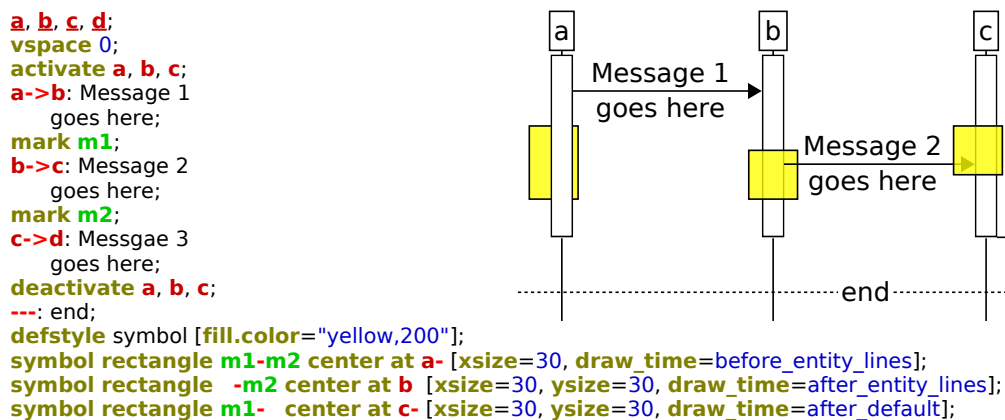 a, b, c, d;
vspace 0;
activate a, b, c;
a->b: Message 1
goes here;
mark m1;
b->c: Message 2
goes here;
mark m2;
c->d: Messgae 3
goes here;
deactivate a, b, c;
---: end;
defstyle symbol [fill.color="yellow,200"];
symbol rectangle m1-m2 center at a- [xsize=30, draw_time=before_entity_lines];
symbol rectangle -m2 center at b [xsize=30, ysize=30, draw_time=after_entity_lines];
symbol rectangle m1- center at c- [xsize=30, ysize=30, draw_time=after_default];
a b c
Message 1
goes here
Message 2
goes here
end